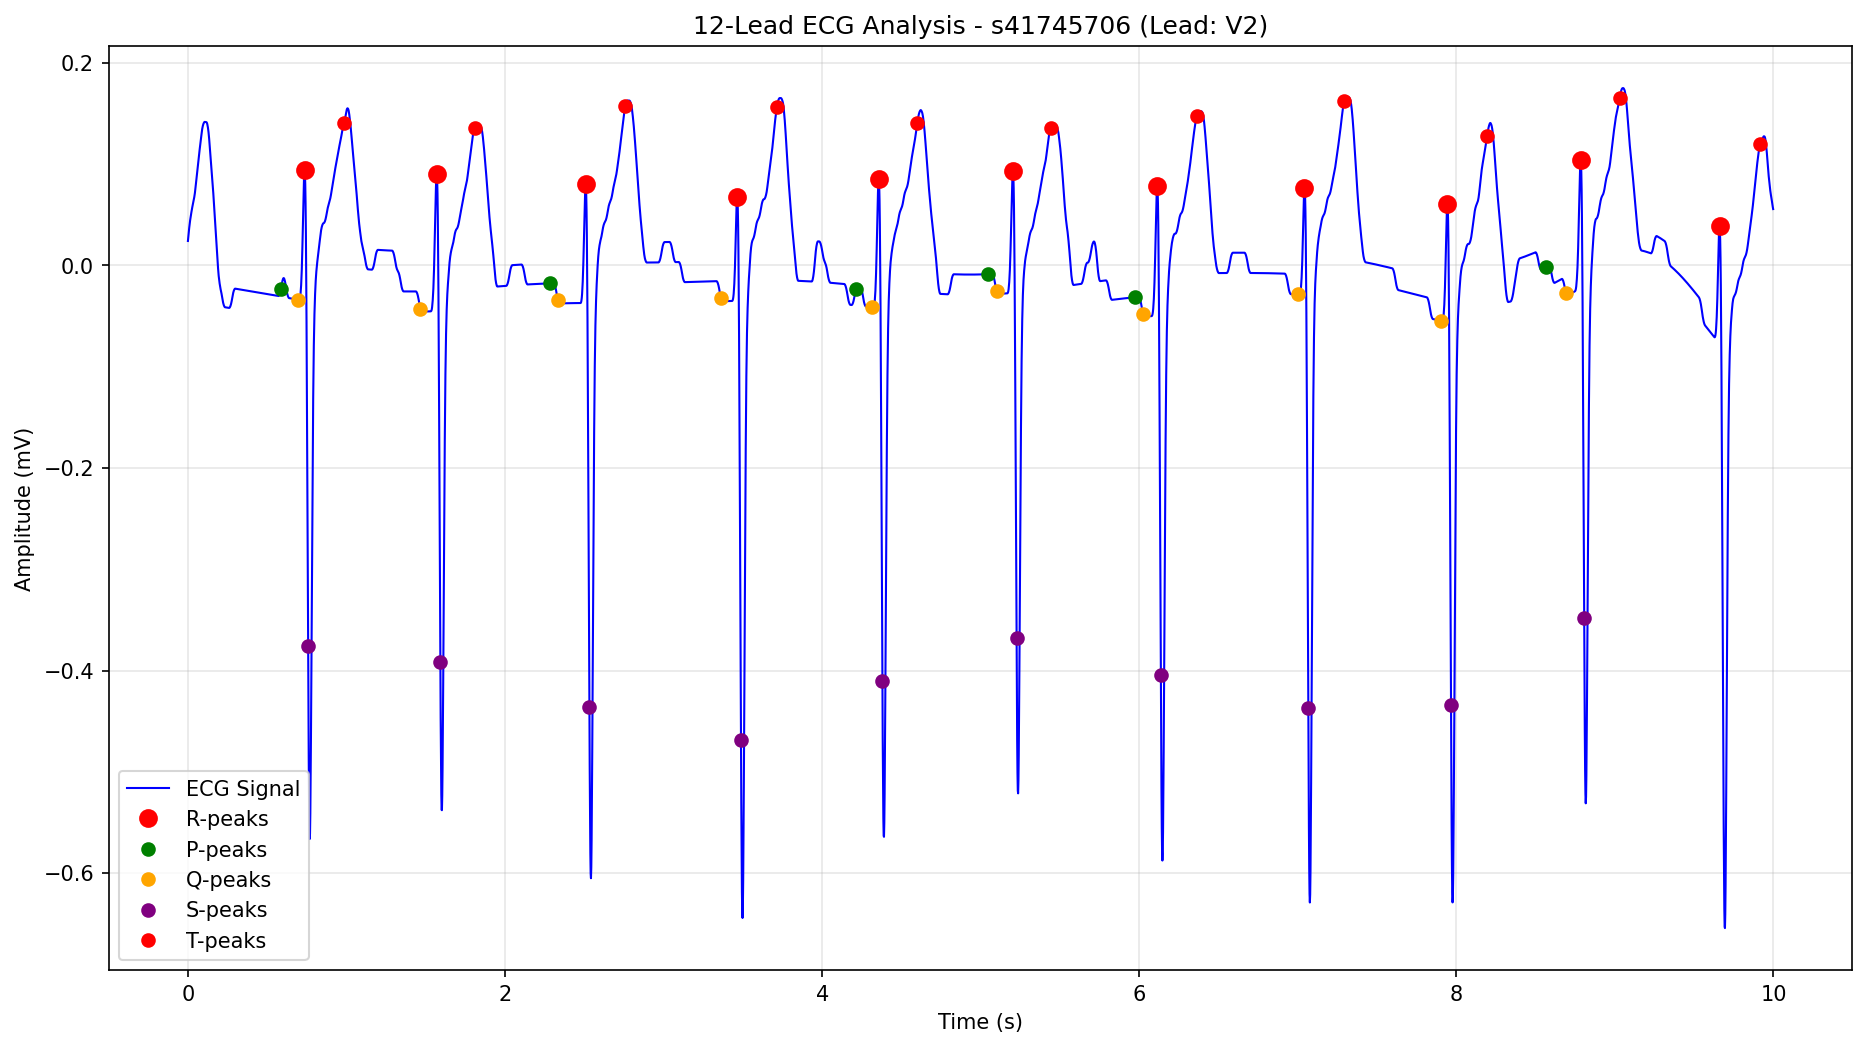 12-Lead ECG Analysis - s41745706 (Lead: V2)
0.2
0.0
−0.2
−0.4
−0.6
Amplitude (mV)
ECG Signal
R-peaks
P-peaks
Q-peaks
S-peaks
T-peaks
0 2 4 6 8 10
Time (s)